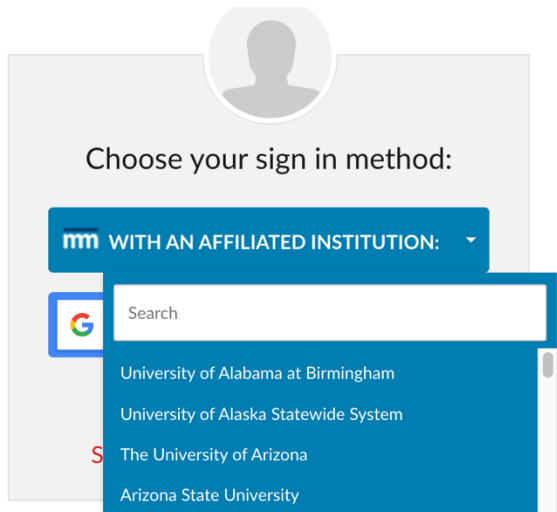 Choose your sign in method:
mm WITH AN AFFILIATED INSTITUTION:
G
Search
University of Alabama at Birmingham
University of Alaska Statewide System
The University of Arizona
S
Arizona State University